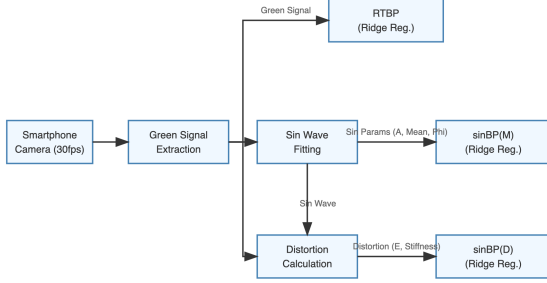 Green Signal
RTBP
(Ridge Reg.)
Smartphone
Camera (30fps)
Green Signal
Extraction
Sin Wave
Fitting
Sin Params (A, Mean, Phi)
sinBP(M)
(Ridge Reg.)
Sin Wave
Distortion
Calculation
Distortion (E, Stiffness)
sinBP(D)
(Ridge Reg.)